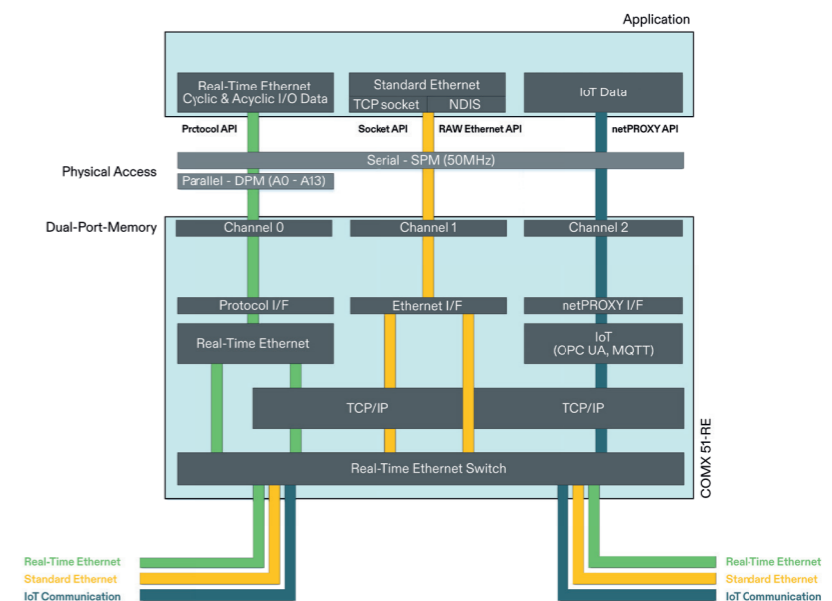 Application
Real-Time Ethernet
Cyclic & Acyclic I/O Data
Standard Ethernet
TCP socket
NDIS
IoT Data
Prtocol API
Socket API
RAW Ethernet API
netPROXY API
Physical Access
Serial - SPM (50MHz)
Parallel - DPM (A0 - A13)
Dual-Port-Memory
Channel 0
Channel 1
Channel 2
Protocol I/F
Ethernet I/F
netPROXY I/F
Real-Time Ethernet
IoT
(OPC UA, MQTT)
TCP/IP
TCP/IP
COMX 51-RE
Real-Time Ethernet Switch
Real-Time Ethernet
Standard Ethernet
IoT Communication
Real-Time Ethernet
Standard Ethernet
IoT Communication